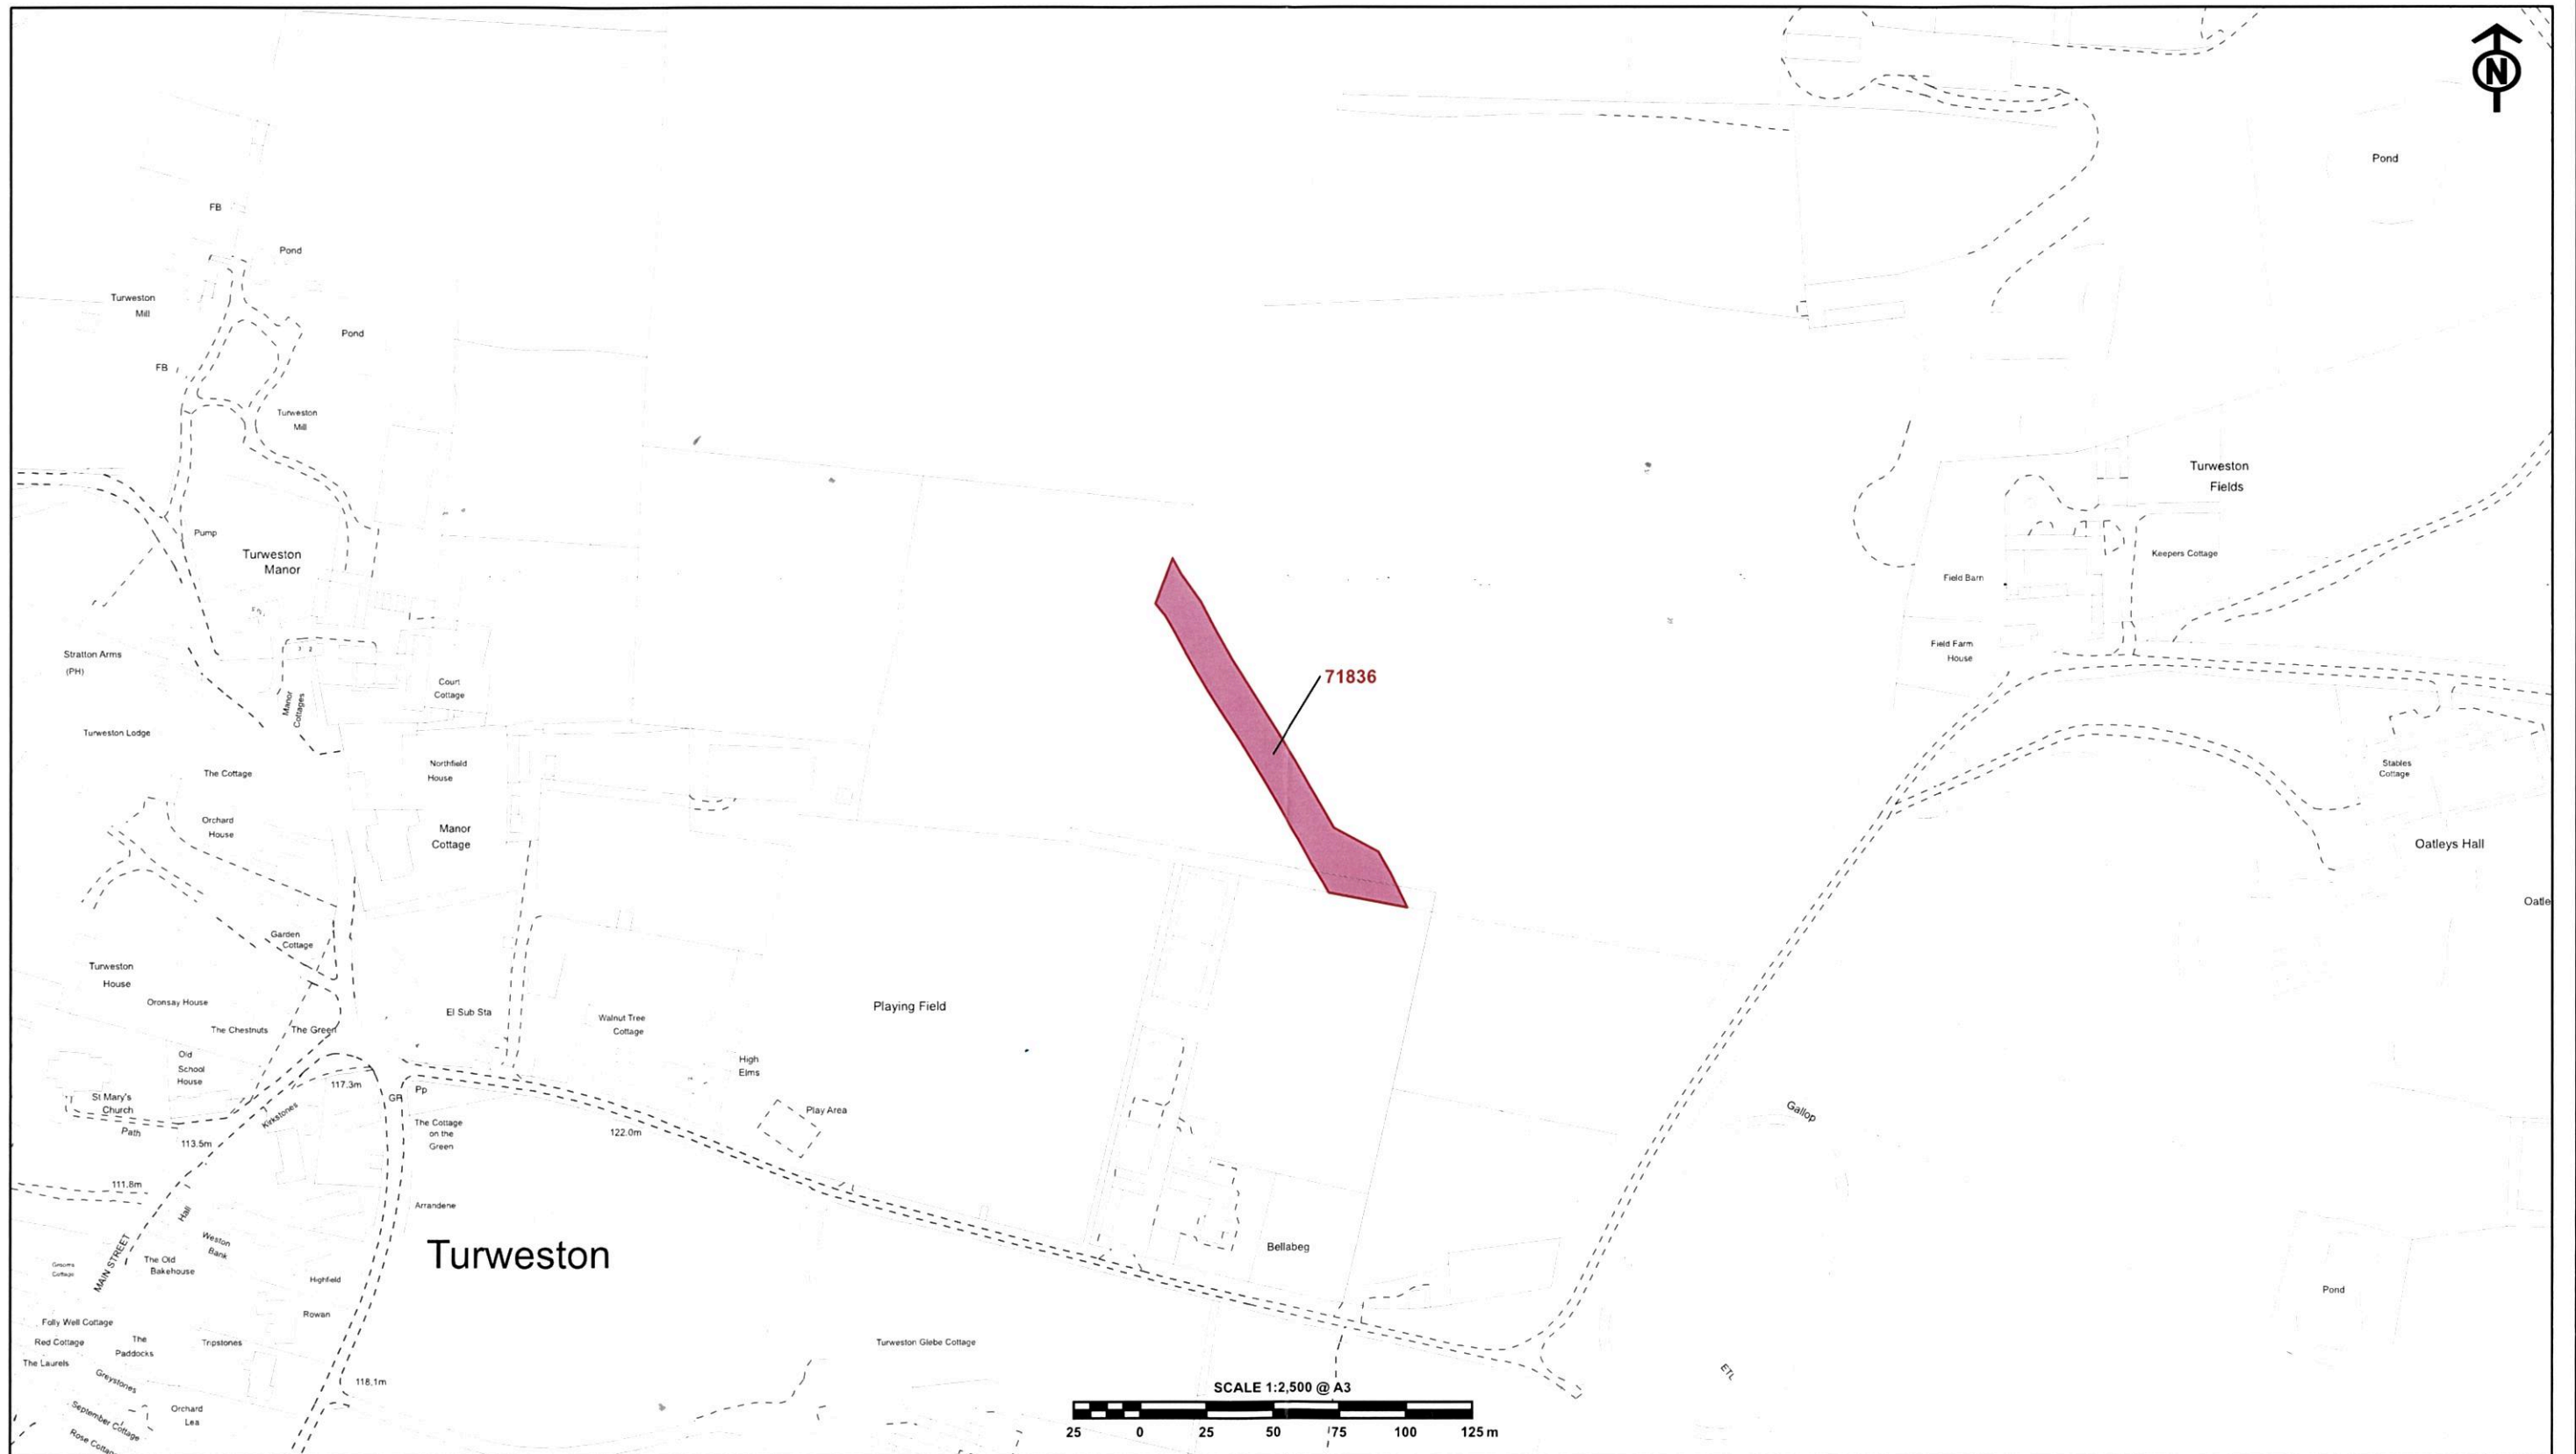 N
Pond
FB
Pond
Turweston
Mill
Pond
FB
Turweston
Mill
Turweston
Fields
Pump
Turweston
Manor
Keepers Cottage
Field Barn
Field Farm
House
Stratton Arms
(PH)
71836
Court
Cottage
Manor
Cottages
Turweston Lodge
The Cottage
Northfield
House
Stables
Cottage
Orchard
House
Manor
Cottage
Oatleys Hall
Oatle
Garden
Cottage
Turweston
House
Oronsay House
The Chestnuts
The Green
El Sub Sta
Walnut Tree
Cottage
Playing Field
Old
School
House
High
Elms
117.3m
GP
Pp
St Mary's
Church
Path
Kirkstones
113.5m
The Cottage
on the
Green
122.0m
Play Area
Gallop
111.8m
Hall
Arrandene
Weston
Bank
MAIN STREET
The Old
Bakehouse
Grooms
Cottage
Turweston
Bellabeg
Highfield
Rowan
Pond
Folly Well Cottage
Red Cottage
The
Paddocks
Tripstones
The Laurels
Greystones
118.1m
Turweston Glebe Cottage
ETL
September Cottage
Orchard
Lea
Rose Cottag
SCALE 1:2,500 @ A3
25 0 25 50 75 100 125 m